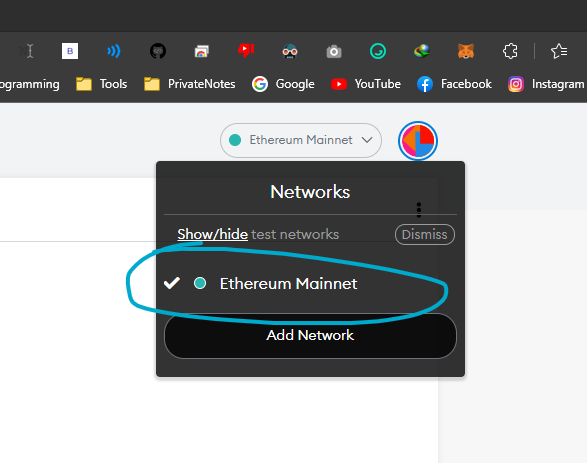 B
ogramming Tools PrivateNotes Google YouTube Facebook Instagram
Ethereum Mainnet
Networks
Show/hide test networks Dismiss
Ethereum Mainnet
Add Network